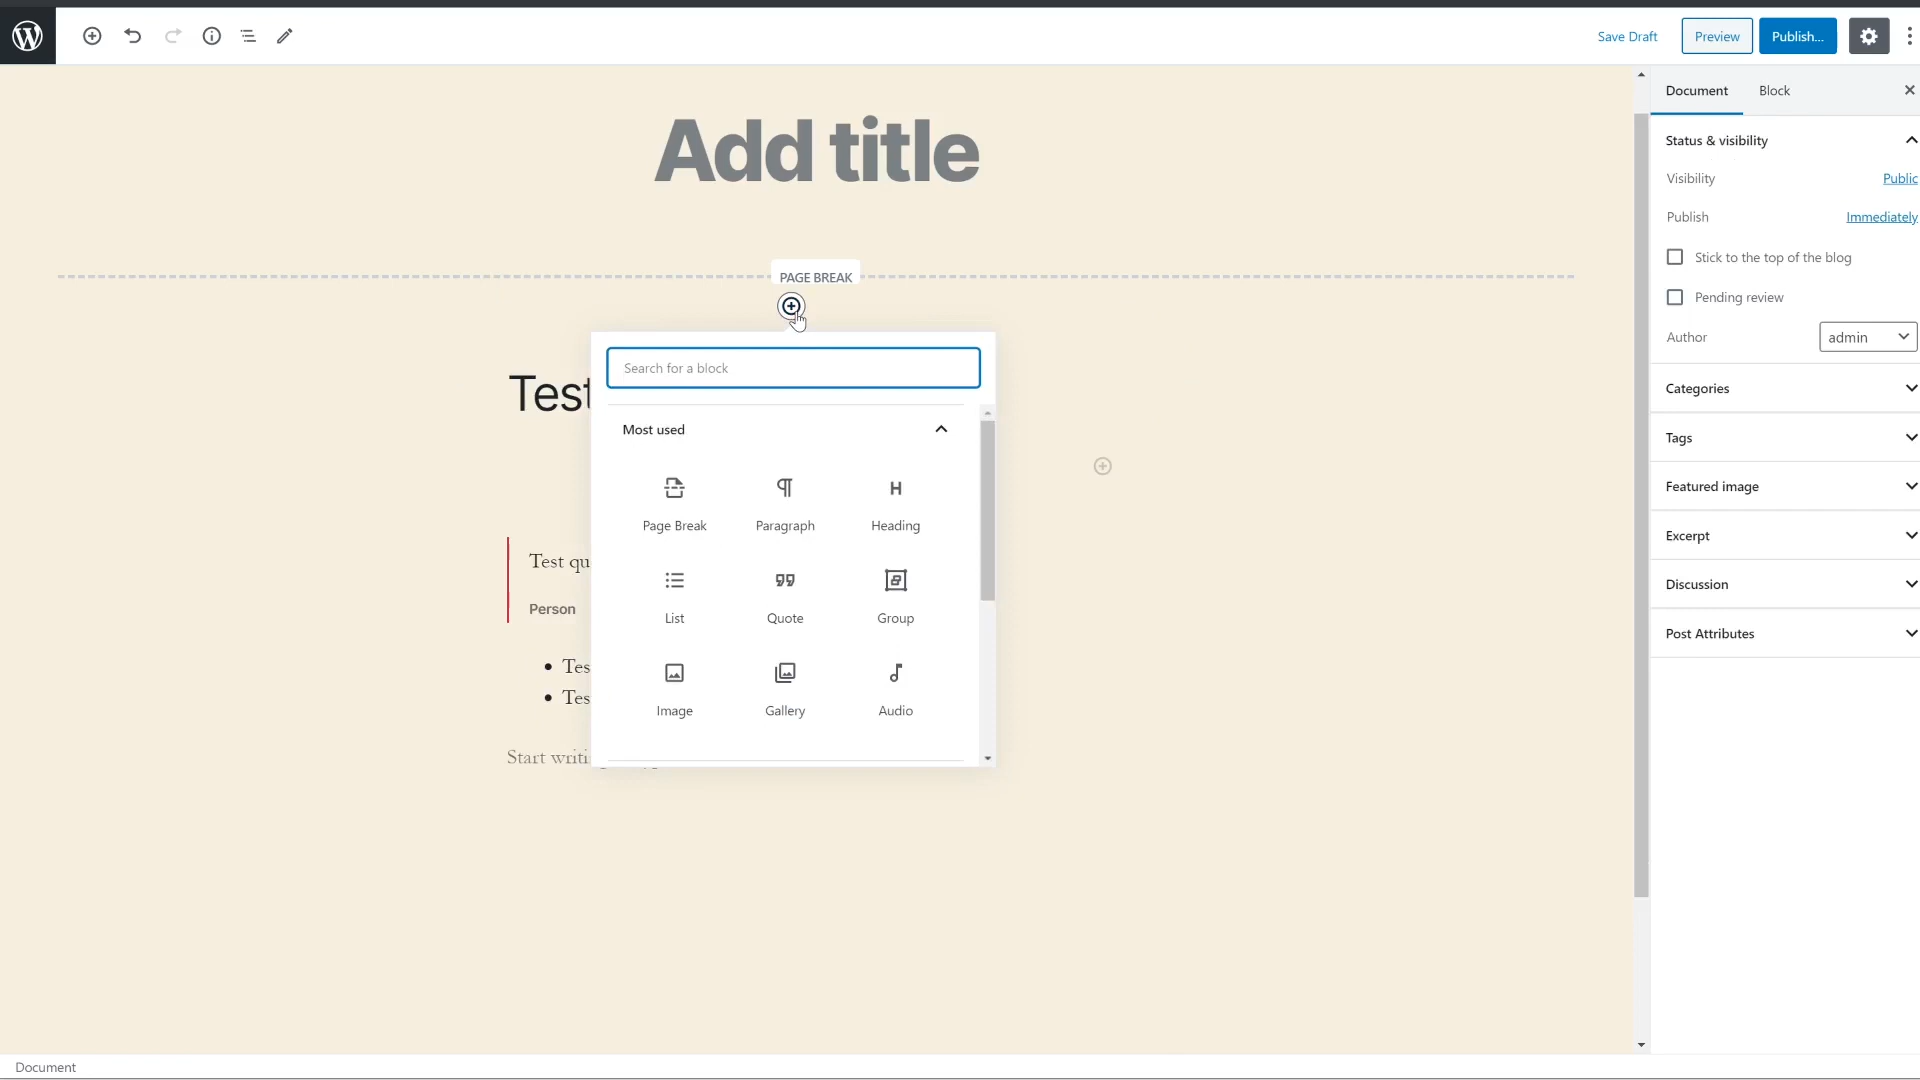 Save Draft
Preview
Publish...
Document
Block
Status & visibility
Visibility
Public
Publish
Immediately
Stick to the top of the blog
Pending review
Author
admin
Categories
Tags
Featured image
Excerpt
Discussion
Post Attributes
Add title
PAGE BREAK
Search for a block
Test
Most used
Page Break
Paragraph
Heading
Test qu
List
Quote
Group
Person
Tes
Tes
Image
Gallery
Audio
Start writi
Document